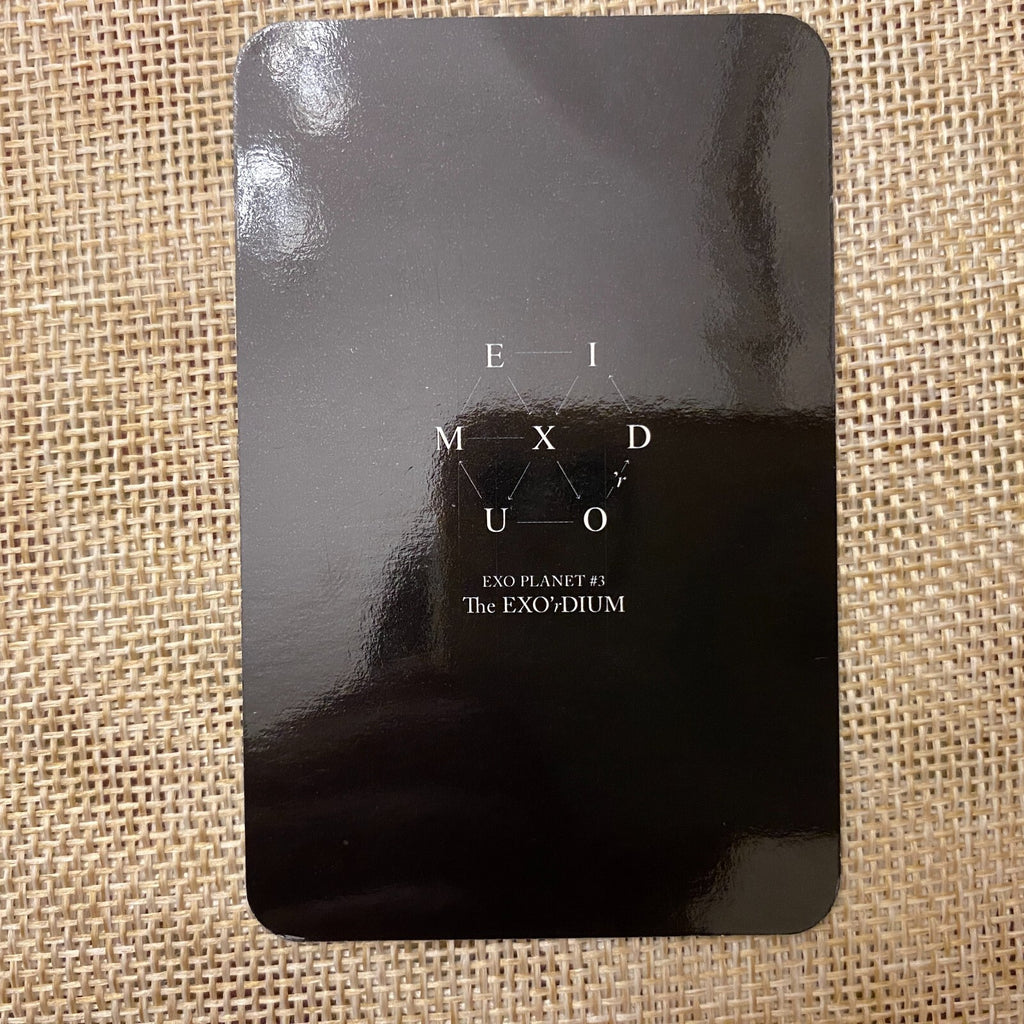 E I
M X D
’r
U O
EXO PLANET #3
The EXO’rDIUM